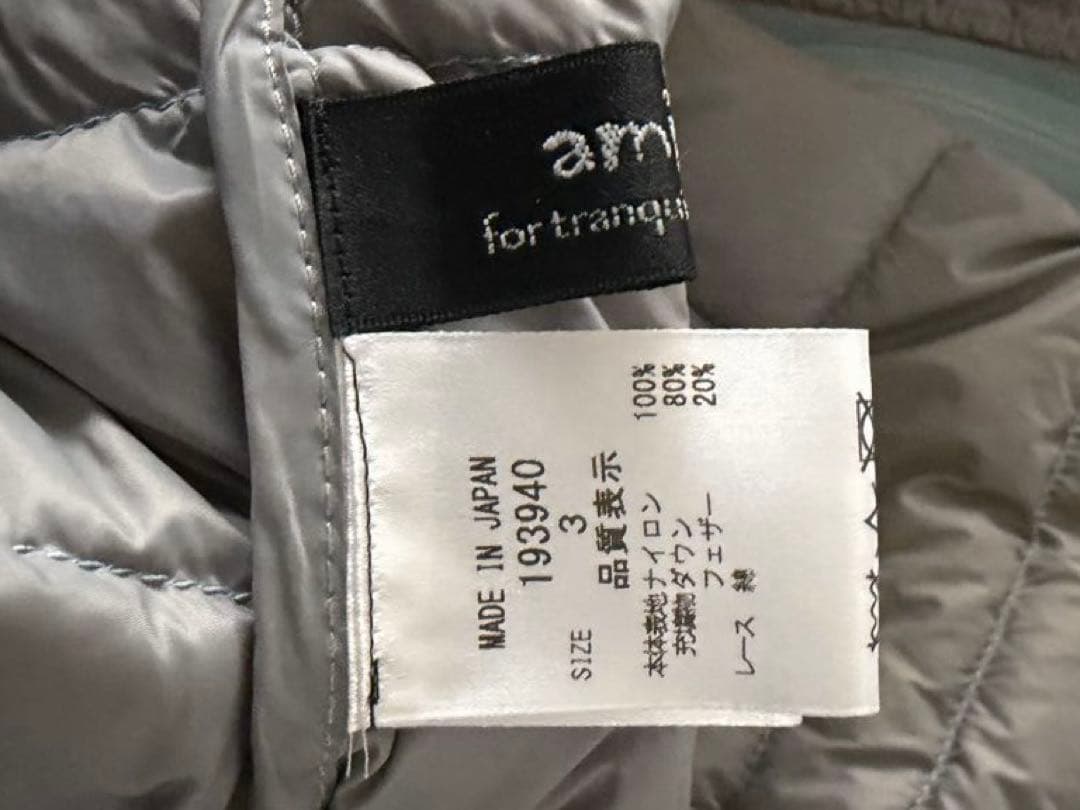 am
for tranqu
MADE IN JAPAN
193940
SIZE 3
品質表示
本体表地ナイロン 100%
充填物ダウン 80%
フェザー 20%
レース 綿